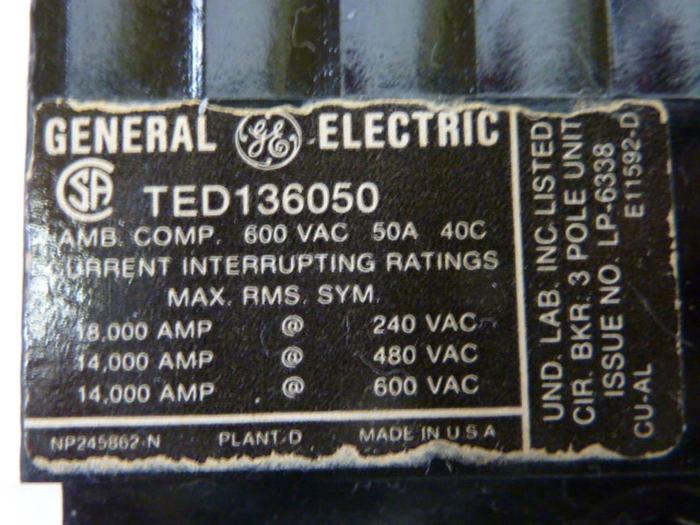 GENERAL GE ELECTRIC
SA TED136050
AMB. COMP. 600 VAC 50A 40C
CURRENT INTERRUPTING RATINGS
MAX. RMS. SYM.
18,000 AMP @ 240 VAC
14,000 AMP @ 480 VAC
14,000 AMP @ 600 VAC
NP245862-N PLANT-D MADE IN U S A
UND. LAB. INC. LISTED
CIR. BKR. 3 POLE UNIT
ISSUE NO. LP-6338
CU-AL E11592-D